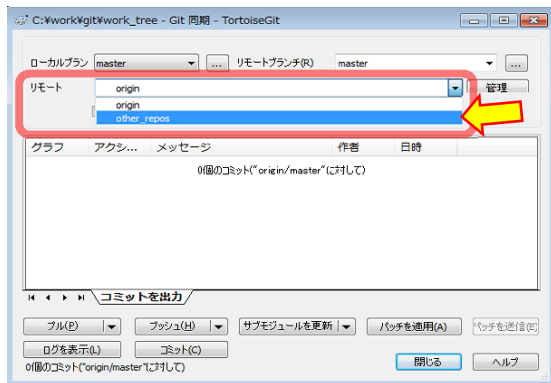 C:¥work¥git¥work_tree - Git 同期 - TortoiseGit
ローカルブラン master ... リモートブランチ(R) master ...
リモート origin 管理
origin
other_repos
グラフ アクシ... メッセージ 作者 日時
0個のコミット("origin/master"に対して)
コミットを出力
プル(P) プッシュ(H) サブモジュールを更新 パッチを適用(A) パッチを送信(E)
ログを表示(L) コミット(C)
0個のコミット("origin/master"に対して) 閉じる ヘルプ